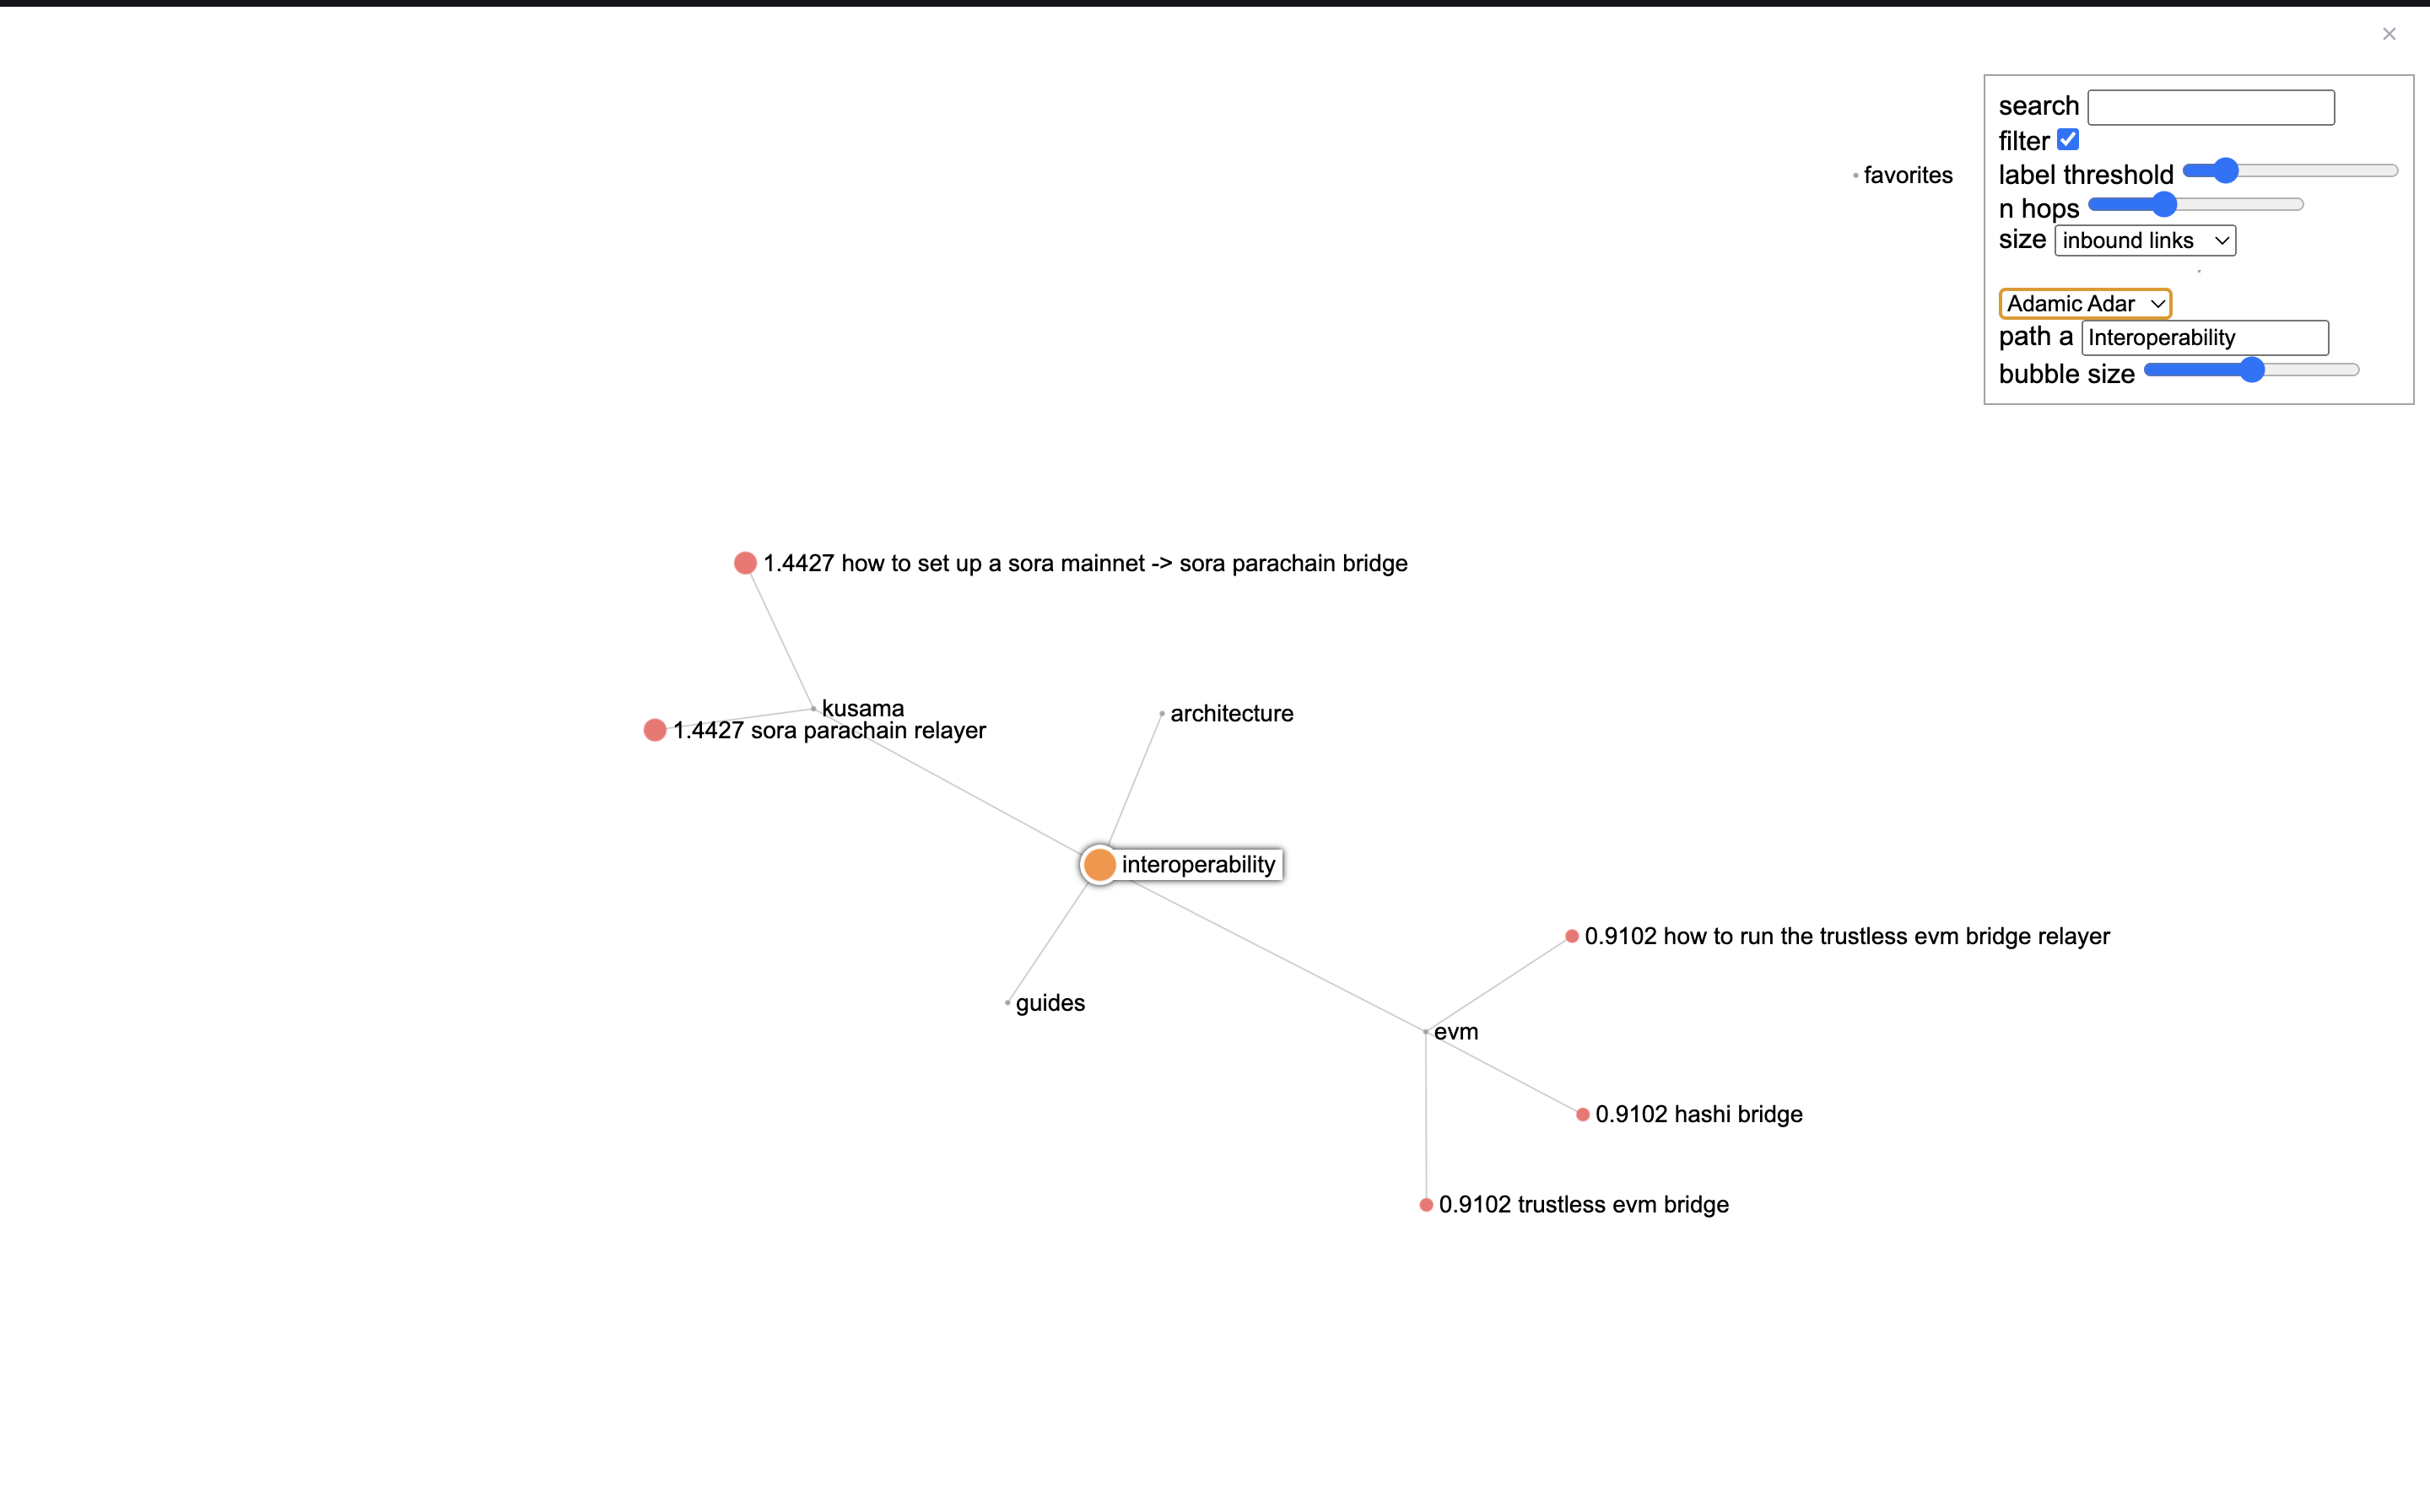 ×
search
filter
favorites
label threshold
n hops
size inbound links
Adamic Adar
path a Interoperability
bubble size
1.4427 how to set up a sora mainnet -> sora parachain bridge
kusama
architecture
1.4427 sora parachain relayer
interoperability
0.9102 how to run the trustless evm bridge relayer
guides
evm
0.9102 hashi bridge
0.9102 trustless evm bridge